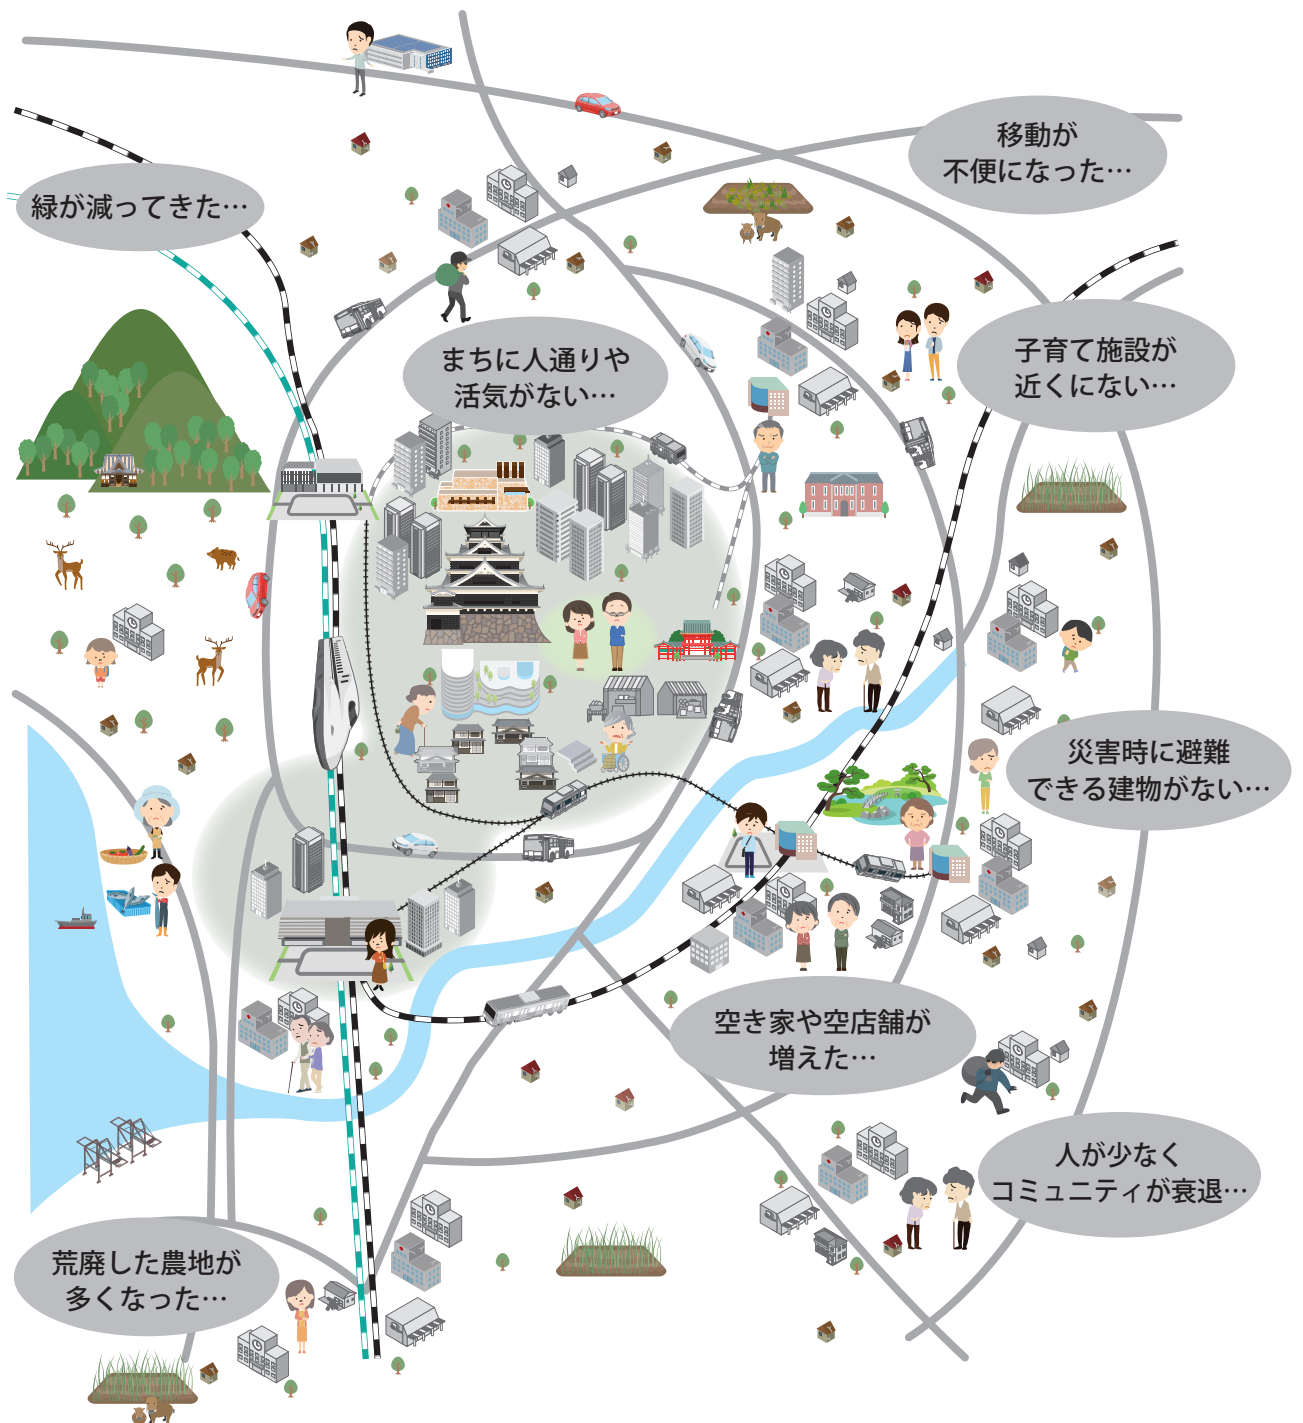 移動が
不便になった…
緑が減ってきた…
まちに人通りや
活気がない…
子育て施設が
近くにない…
災害時に避難
できる建物がない…
空き家や空店舗が
増えた…
人が少なく
コミュニティが衰退…
荒廃した農地が
多くなった…